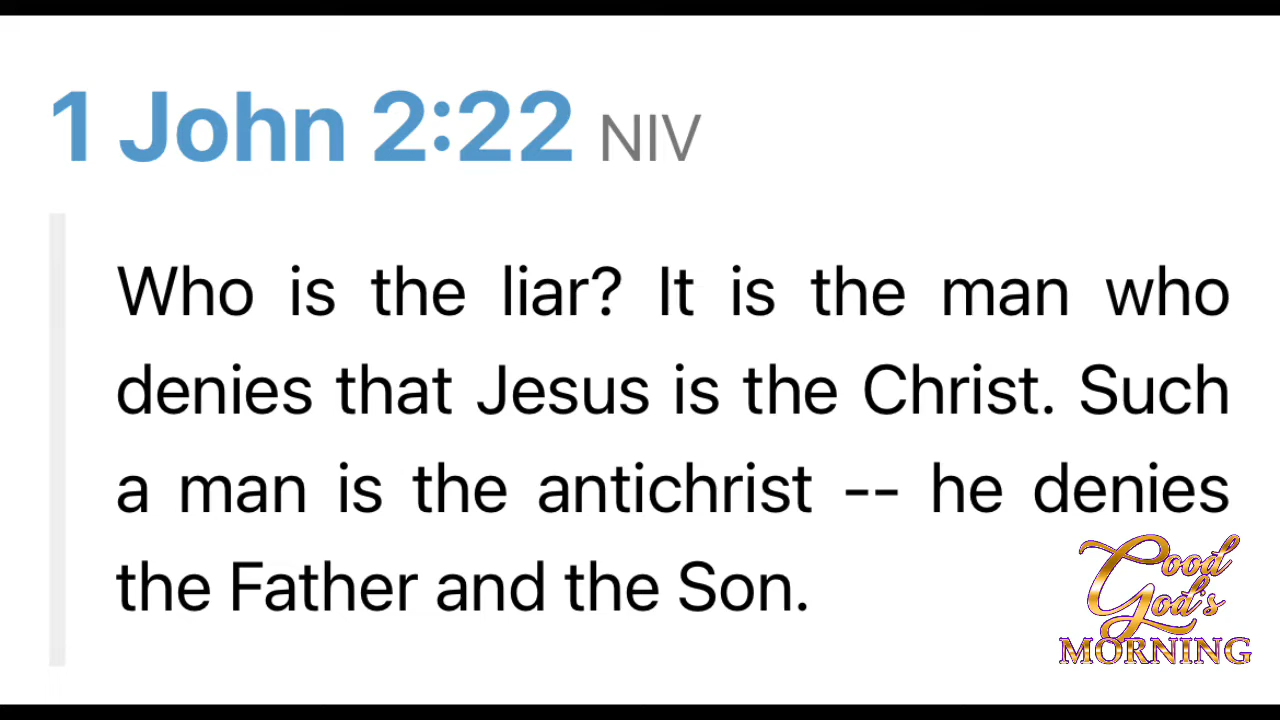 1 John 2:22 NIV
Who is the liar? It is the man who
denies that Jesus is the Christ. Such
a man is the antichrist -- he denies
the Father and the Son.
Good
God's
MORNING